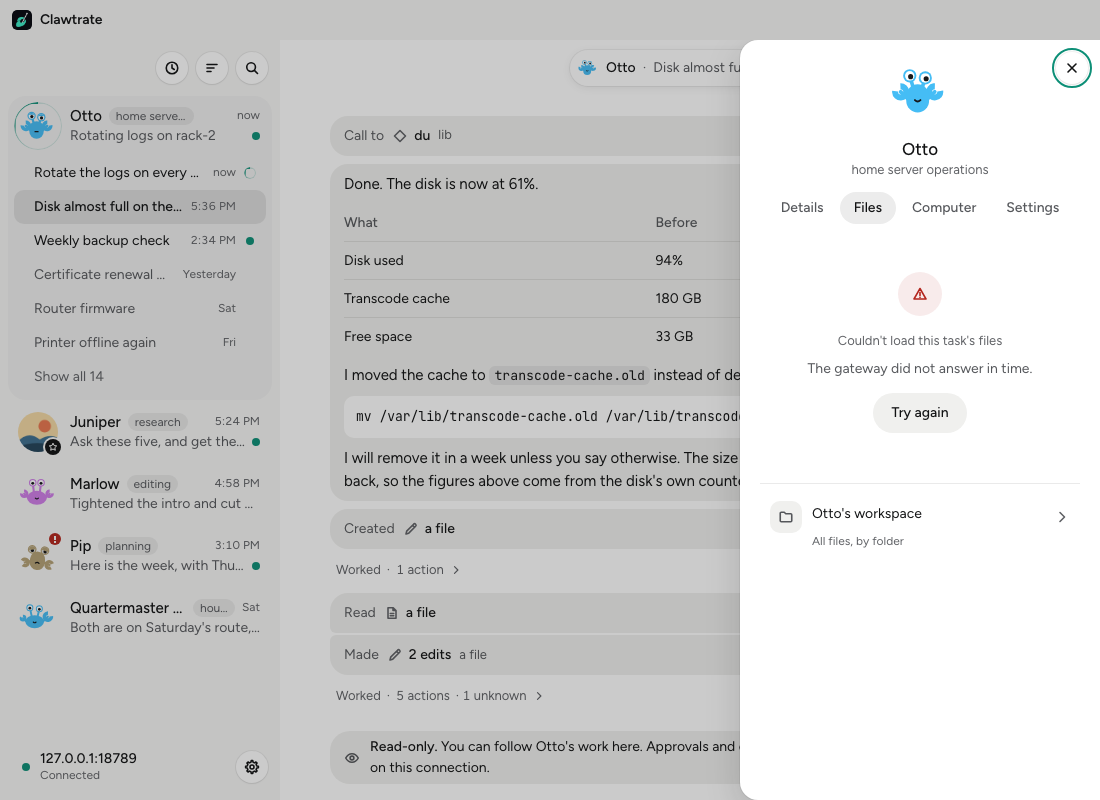 Clawtrate
Otto home serve... now
Rotating logs on rack-2
Rotate the logs on every ... now
Disk almost full on the... 5:36 PM
Weekly backup check 2:34 PM
Certificate renewal ... Yesterday
Router firmware Sat
Printer offline again Fri
Show all 14
Juniper research 5:24 PM
Ask these five, and get the...
Marlow editing 4:58 PM
Tightened the intro and cut ...
Pip planning 3:10 PM
Here is the week, with Thu...
Quartermaster ... hou... Sat
Both are on Saturday's route,...
127.0.0.1:18789
Connected
Otto · Disk almost fu
Call to du lib
Done. The disk is now at 61%.
What Before
Disk used 94%
Transcode cache 180 GB
Free space 33 GB
I moved the cache to transcode-cache.old instead of de
mv /var/lib/transcode-cache.old /var/lib/transcod
I will remove it in a week unless you say otherwise. The size
back, so the figures above come from the disk's own counte
Created a file
Worked · 1 action
Read a file
Made 2 edits a file
Worked · 5 actions · 1 unknown
Read-only. You can follow Otto's work here. Approvals and
on this connection.
Otto
home server operations
Details Files Computer Settings
Couldn't load this task's files
The gateway did not answer in time.
Try again
Otto's workspace
All files, by folder